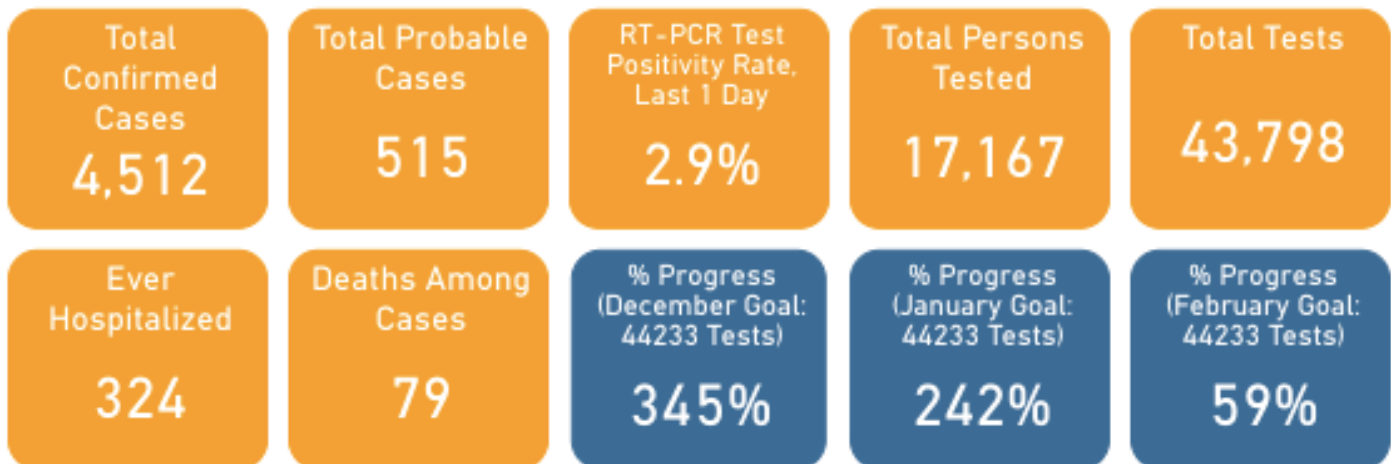 Total
Confirmed
Cases
4,512
Total Probable
Cases
515
RT-PCR Test
Positivity Rate,
Last 1 Day
2.9%
Total Persons
Tested
17,167
Total Tests
43,798
Ever
Hospitalized
324
Deaths Among
Cases
79
% Progress
(December Goal:
44233 Tests)
345%
% Progress
(January Goal:
44233 Tests)
242%
% Progress
(February Goal:
44233 Tests)
59%